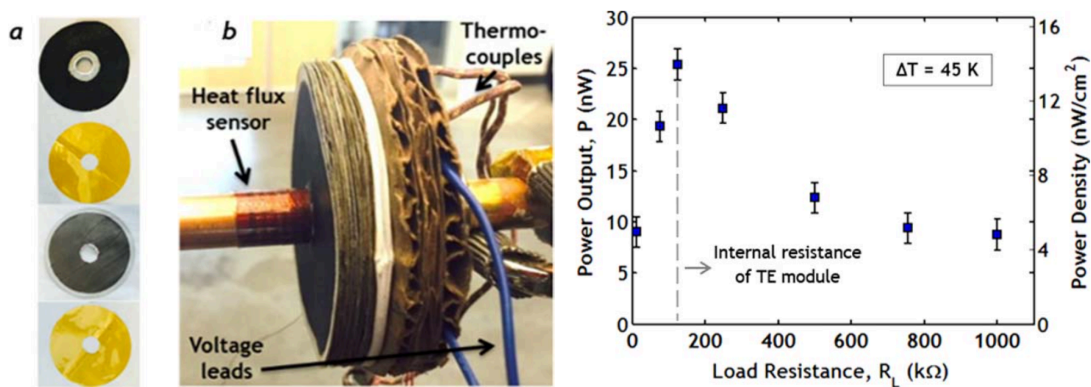 a
b
Thermo-
couples
Heat flux
sensor
Voltage
leads
Power Output, P (nW)
30
25
20
15
10
5
0
ΔT = 45 K
Internal resistance
of TE module
16
12
8
4
0
Power Density (nW/cm²)
0
200
400
600
800
1000
Load Resistance, R_L (kΩ)